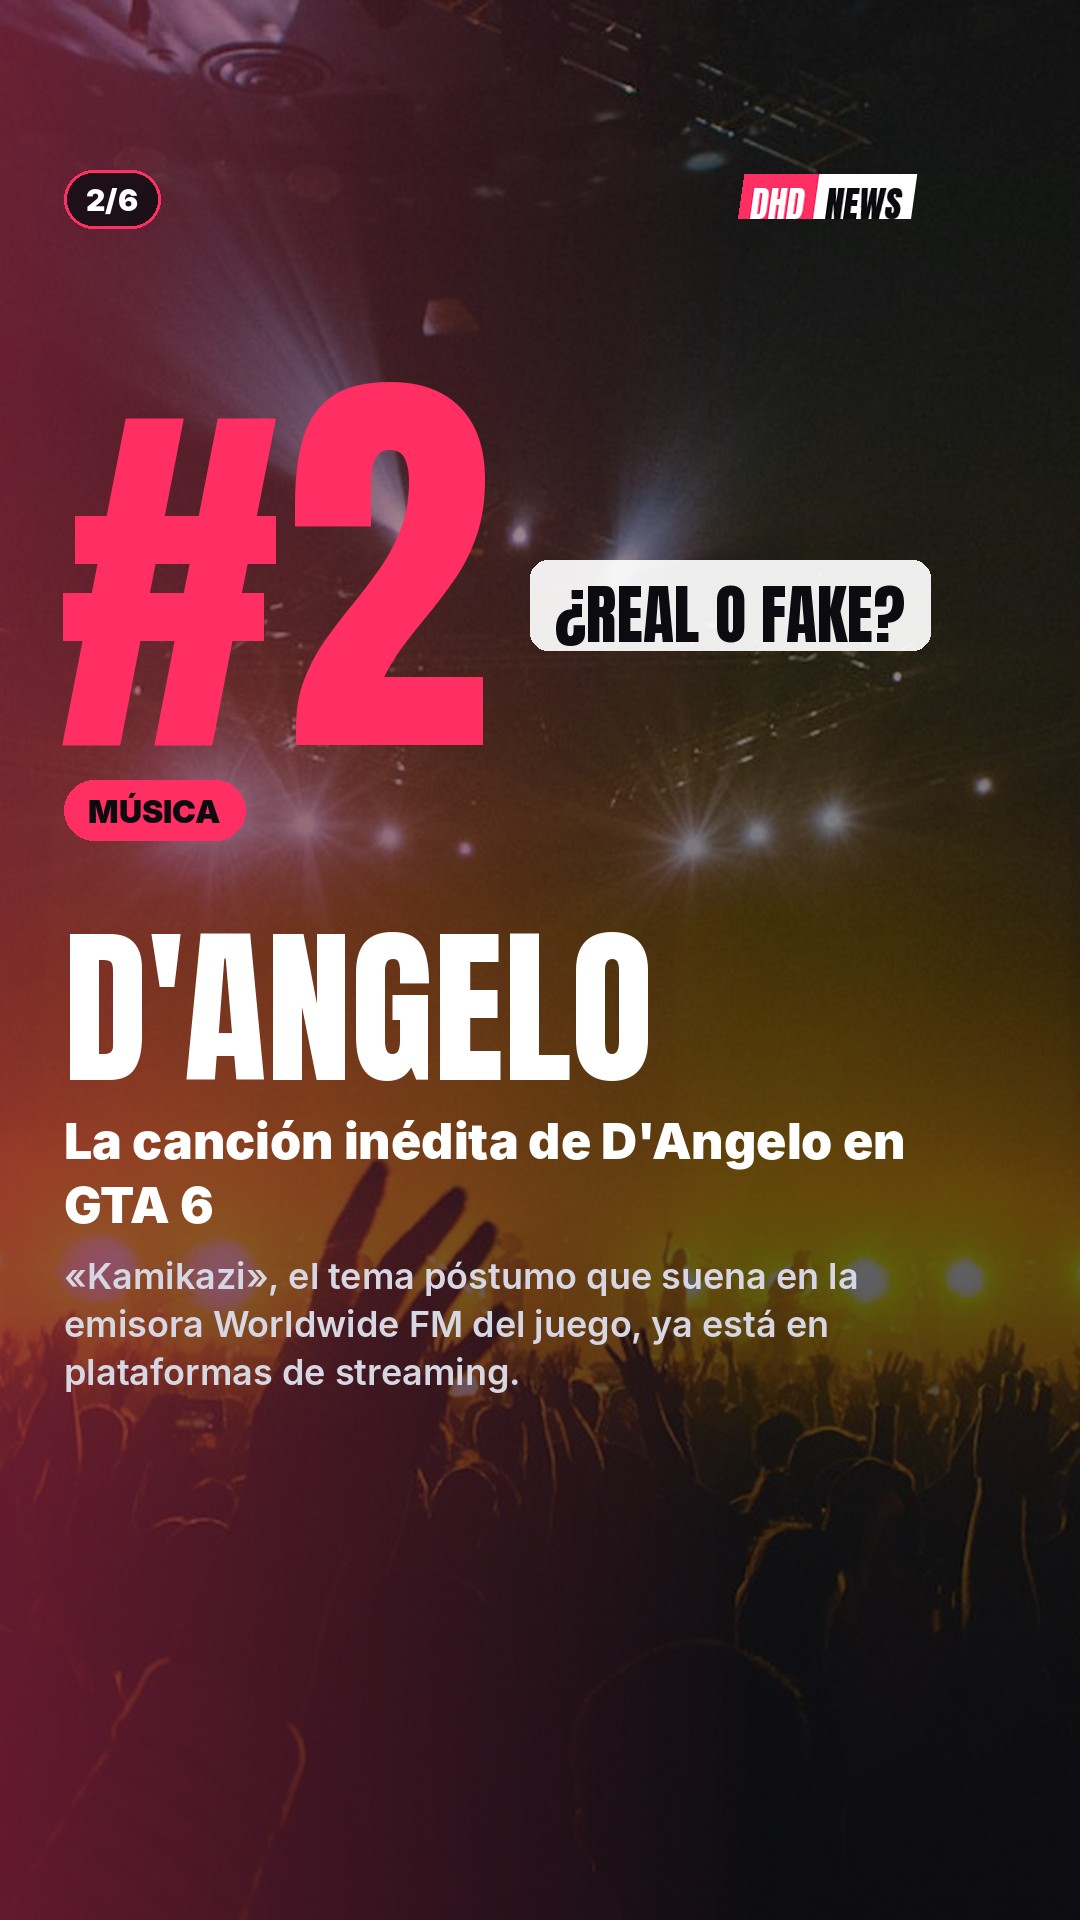 2/6
DHD NEWS
#2
¿REAL O FAKE?
MÚSICA
D'ANGELO
La canción inédita de D'Angelo en
GTA 6
«Kamikazi», el tema póstumo que suena en la
emisora Worldwide FM del juego, ya está en
plataformas de streaming.